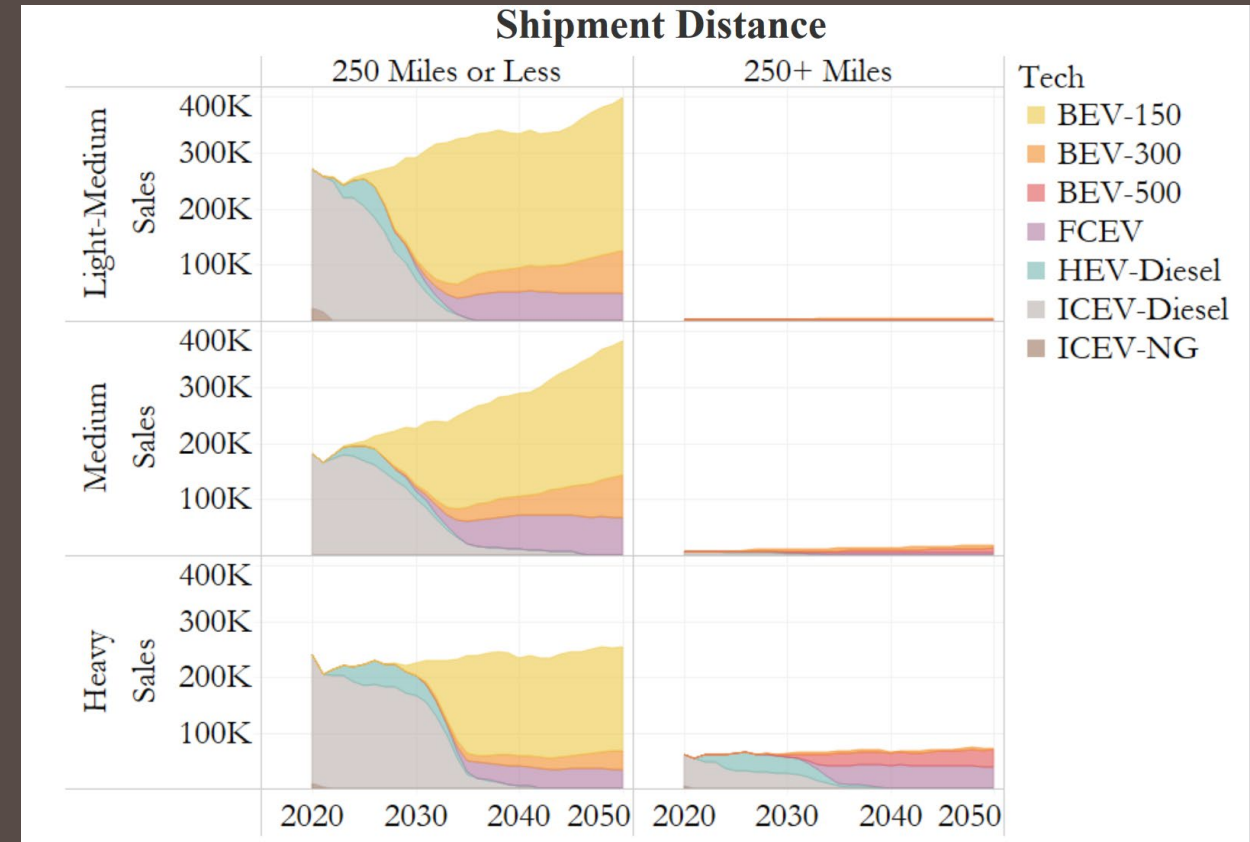 Shipment Distance
250 Miles or Less
250+ Miles
Tech
BEV-150
BEV-300
BEV-500
FCEV
HEV-Diesel
ICEV-Diesel
ICEV-NG
Light-Medium
Sales
400K
300K
200K
100K
Medium
Sales
400K
300K
200K
100K
Heavy
Sales
400K
300K
200K
100K
2020 2030 2040 2050 2020 2030 2040 2050